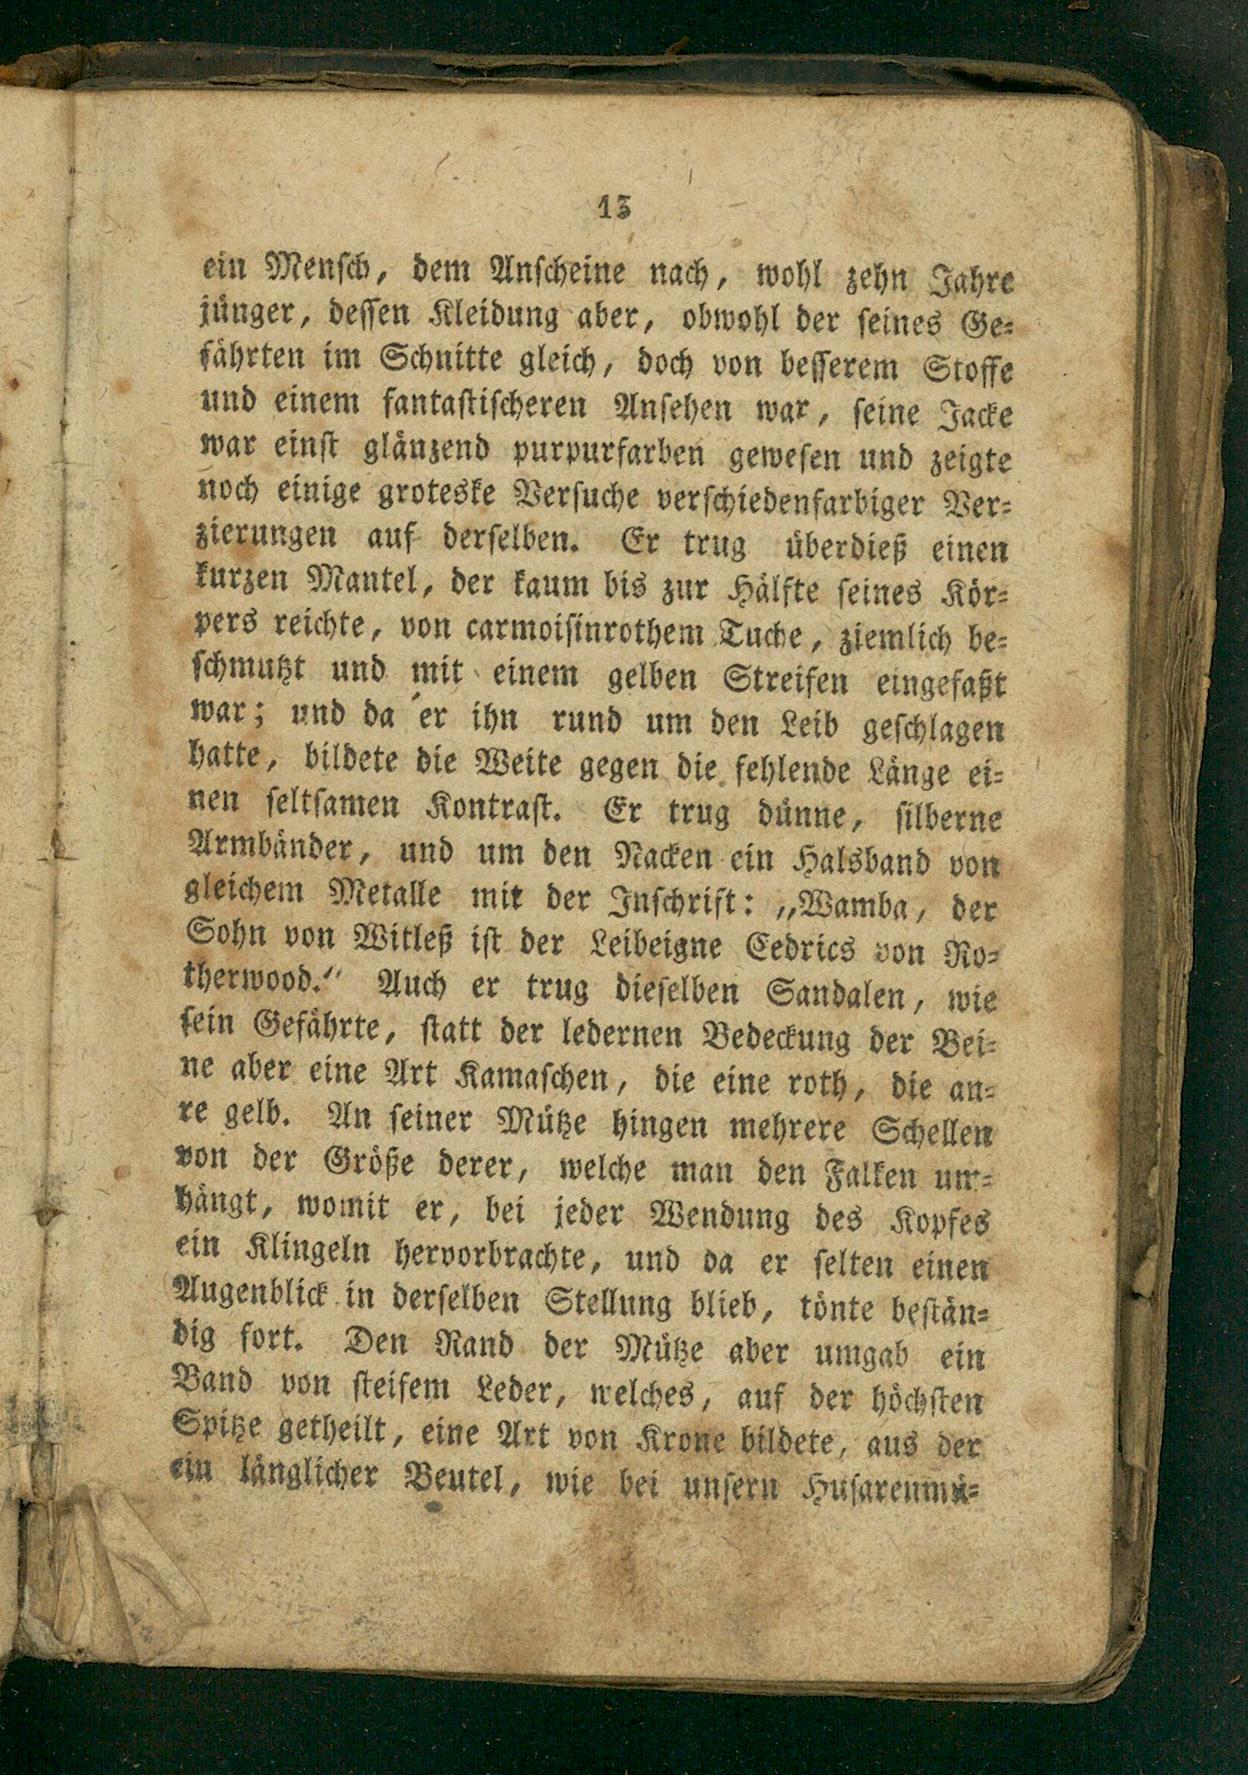 13
ein Mensch, dem Anscheine nach, wohl zehn Jahre
jünger, dessen Kleidung aber, obwohl der seines Ge-
fährten im Schnitte gleich, doch von besserem Stoffe
und einem fantastischeren Ansehen war, seine Jacke
war einst glänzend purpurfarben gewesen und zeigte
noch einige groteske Versuche verschiedenfarbiger Ver-
zierungen auf derselben. Er trug überdieß einen
kurzen Mantel, der kaum bis zur Hälfte seines Kör-
pers reichte, von carmoisinrothem Tuche, ziemlich be-
schmutzt und mit einem gelben Streifen eingefaßt
war; und da er ihn rund um den Leib geschlagen
hatte, bildete die Weite gegen die fehlende Länge ei-
nen seltsamen Kontrast. Er trug dünne, silberne
Armbänder, und um den Nacken ein Halsband von
gleichem Metalle mit der Inschrift: „Wamba, der
Sohn von Witleß ist der Leibeigne Cedrics von Ro-
therwood.“ Auch er trug dieselben Sandalen, wie
sein Gefährte, statt der ledernen Bedeckung der Bei-
ne aber eine Art Kamaschen, die eine roth, die an-
re gelb. An seiner Mütze hingen mehrere Schellen
von der Größe derer, welche man den Falken um-
hängt, womit er, bei jeder Wendung des Kopfes
ein Klingeln hervorbrachte, und da er selten einen
Augenblick in derselben Stellung blieb, tönte bestän-
dig fort. Den Rand der Mütze aber umgab ein
Band von steifem Leder, welches, auf der höchsten
Spitze getheilt, eine Art von Krone bildete, aus der
ein länglicher Beutel, wie bei unsern Husarenmü-